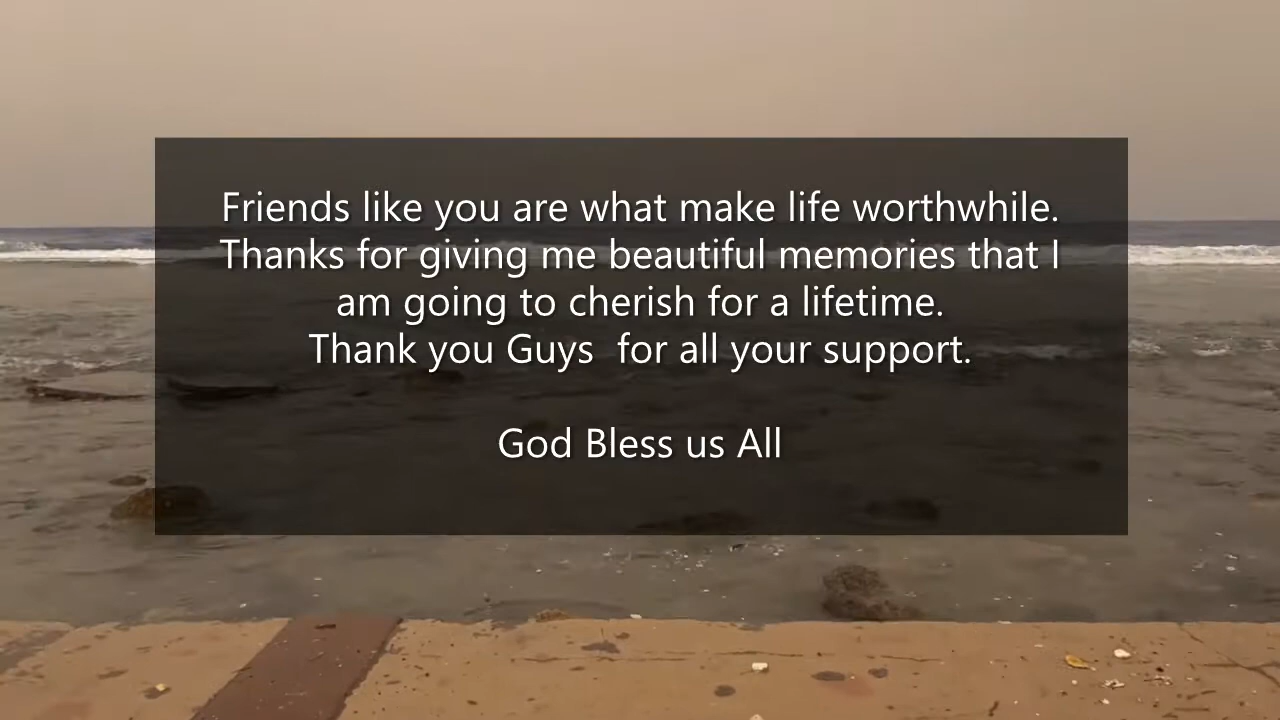 Friends like you are what make life worthwhile.
Thanks for giving me beautiful memories that I
am going to cherish for a lifetime.
Thank you Guys  for all your support.
God Bless us All